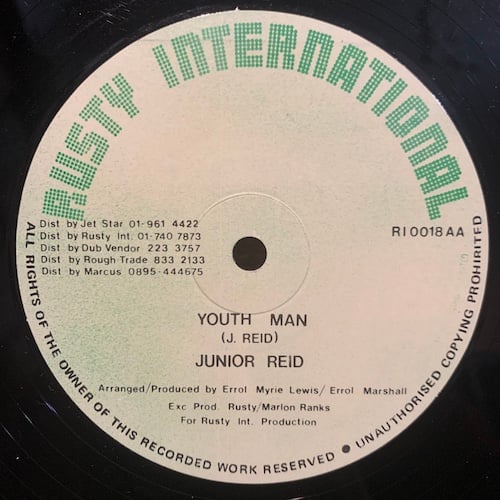 RUSTY INTERNATIONAL
Dist by Jet Star 01-961 4422
Dist by Rusty Int. 01-740 7873
Dist by Dub Vendor 223 3757
Dist by Rough Trade 833 2133
Dist by Marcus 0895-444675
RI0018AA
YOUTH MAN
(J. REID)
JUNIOR REID
Arranged/Produced by Errol Myrie Lewis/ Errol Marshall
Exc Prod. Rusty/Marlon Ranks
For Rusty Int. Production
ALL RIGHTS OF THE OWNER OF THIS RECORDED WORK RESERVED ● UNAUTHORISED COPYING PROHIBITED